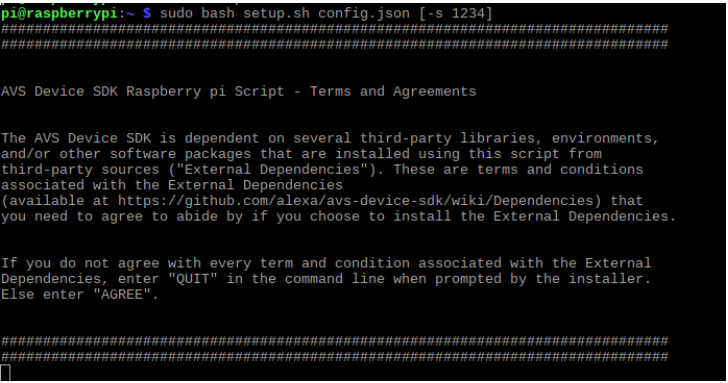 pi@raspberrypi:~ $ sudo bash setup.sh config.json [-s 1234]
################################################################################
################################################################################
AVS Device SDK Raspberry pi Script - Terms and Agreements
The AVS Device SDK is dependent on several third-party libraries, environments,
and/or other software packages that are installed using this script from
third-party sources ("External Dependencies"). These are terms and conditions
associated with the External Dependencies
(available at https://github.com/alexa/avs-device-sdk/wiki/Dependencies) that
you need to agree to abide by if you choose to install the External Dependencies.
If you do not agree with every term and condition associated with the External
Dependencies, enter "QUIT" in the command line when prompted by the installer.
Else enter "AGREE".
################################################################################
################################################################################